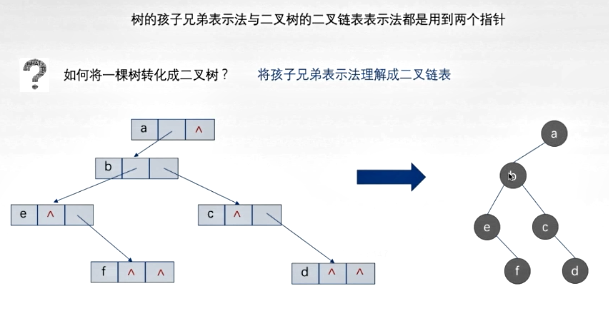 树的孩子兄弟表示法与二叉树的二叉链表表示法都是用到两个指针
? 如何将一棵树转化成二叉树？ 将孩子兄弟表示法理解成二叉链表
a ^
a
b
b
e ^
c ^
e
c
f ^ ^
d ^ ^
f
d